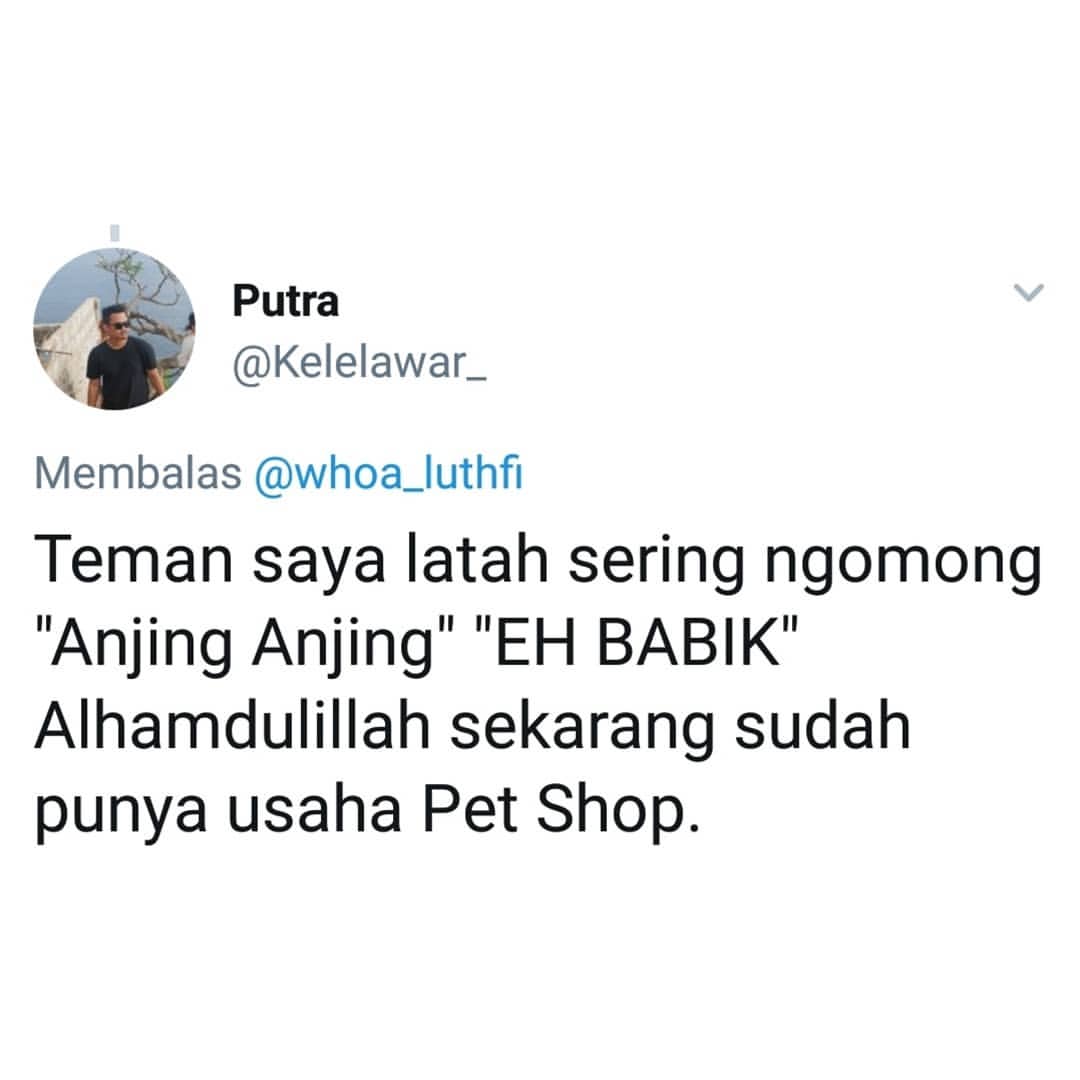 Putra
@Kelelawar_
Membalas @whoa_luthfi
Teman saya latah sering ngomong
"Anjing Anjing" "EH BABIK"
Alhamdulillah sekarang sudah
punya usaha Pet Shop.